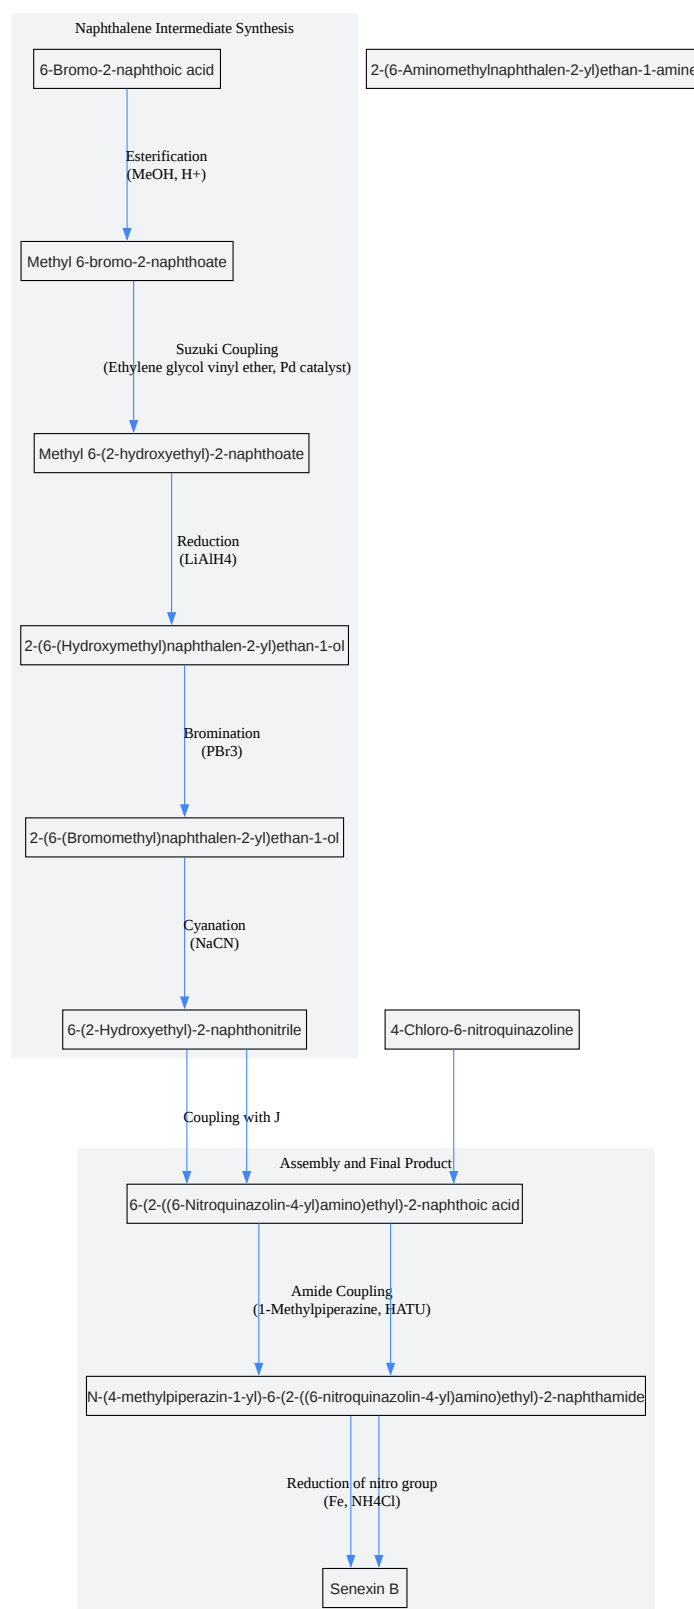 Naphthalene Intermediate Synthesis
6-Bromo-2-naphthoic acid
2-(6-Aminomethylnaphthalen-2-yl)ethan-1-amine
Esterification
(MeOH, H+)
Methyl 6-bromo-2-naphthoate
Suzuki Coupling
(Ethylene glycol vinyl ether, Pd catalyst)
Methyl 6-(2-hydroxyethyl)-2-naphthoate
Reduction
(LiAlH4)
2-(6-(Hydroxymethyl)naphthalen-2-yl)ethan-1-ol
Bromination
(PBr3)
2-(6-(Bromomethyl)naphthalen-2-yl)ethan-1-ol
Cyanation
(NaCN)
6-(2-Hydroxyethyl)-2-naphthonitrile
4-Chloro-6-nitroquinazoline
Coupling with J
Assembly and Final Product
6-(2-((6-Nitroquinazolin-4-yl)amino)ethyl)-2-naphthoic acid
Amide Coupling
(1-Methylpiperazine, HATU)
N-(4-methylpiperazin-1-yl)-6-(2-((6-nitroquinazolin-4-yl)amino)ethyl)-2-naphthamide
Reduction of nitro group
(Fe, NH4Cl)
Senexin B